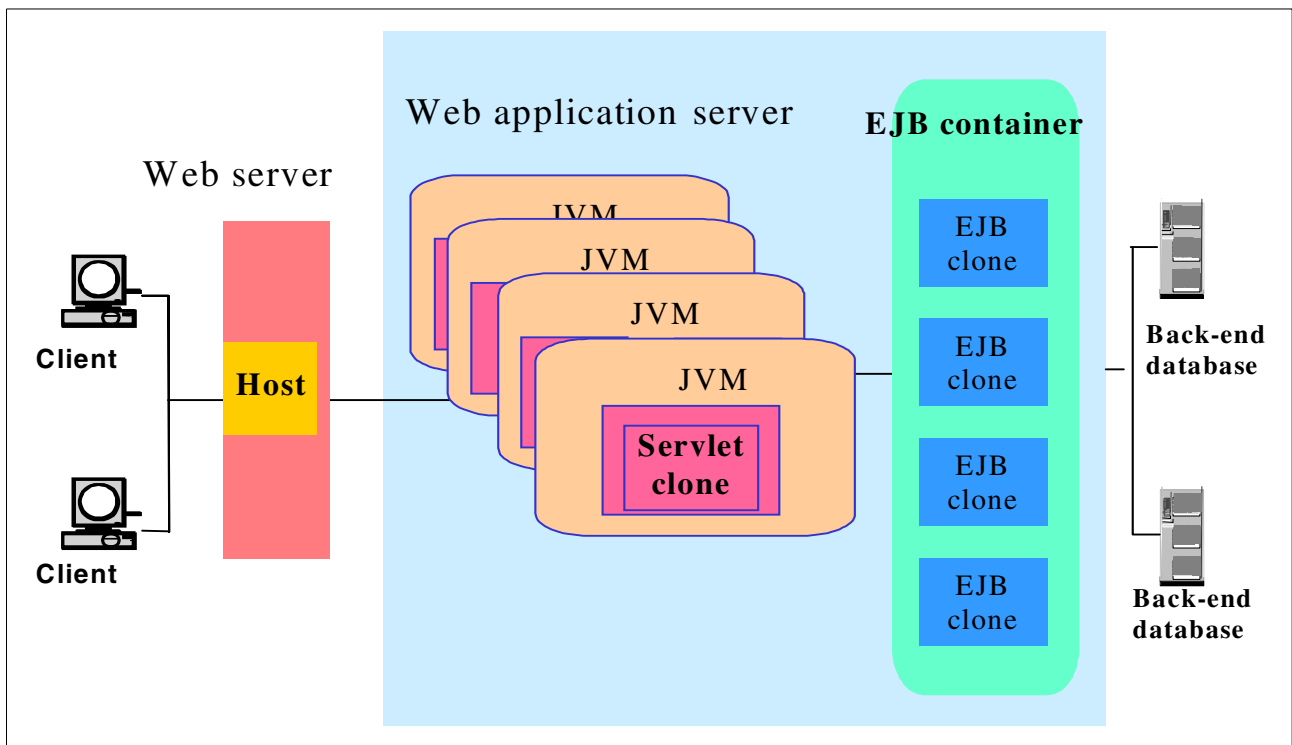 Web application server
EJB container
Web server
JVM
JVM
JVM
JVM
Servlet
clone
EJB
clone
EJB
clone
EJB
clone
EJB
clone
Client
Host
Client
Back-end
database
Back-end
database